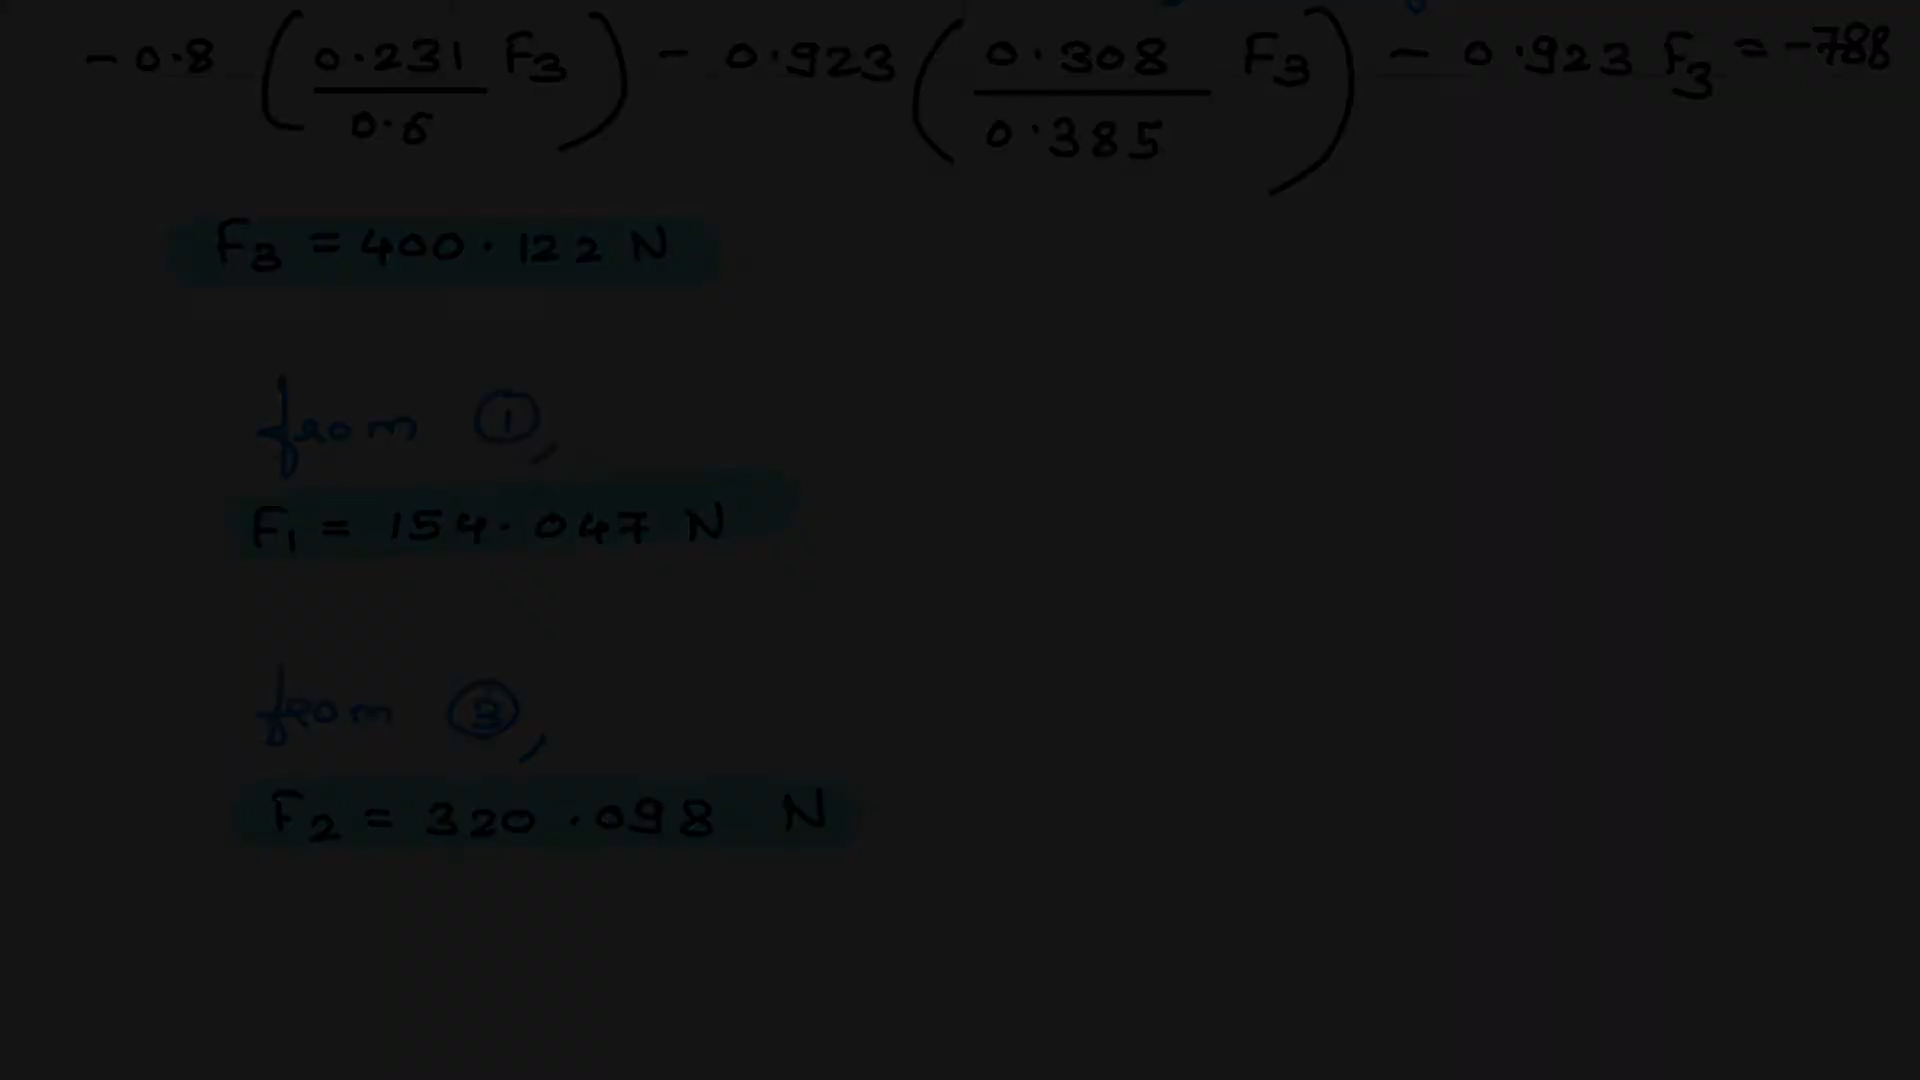 - 0.8 ( 0.231 / 0.6 F3 ) - 0.923 ( 0.308 / 0.385 F3 ) - 0.923 F3 = -788
F3 = 400.122 N
from ①,
F1 = 154.047 N
from ③,
F2 = 320.098 N